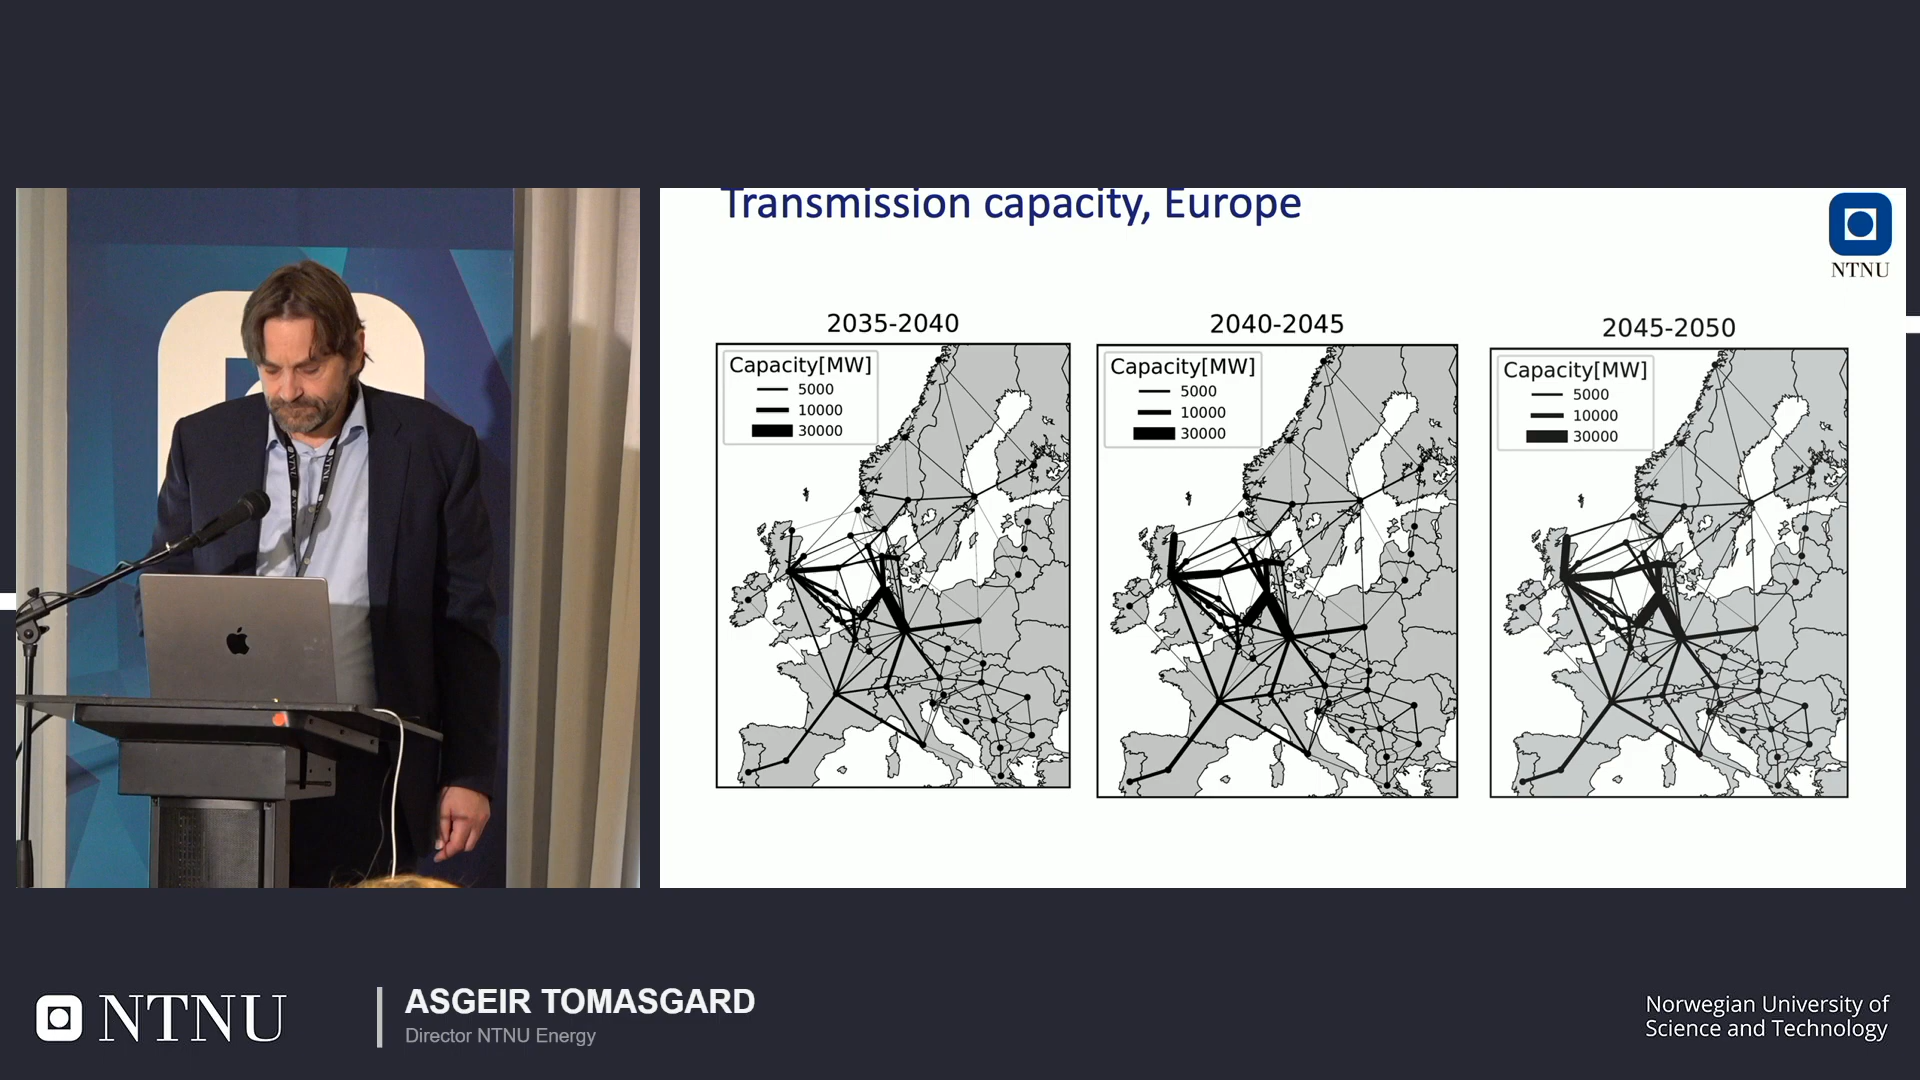 Transmission capacity, Europe
NTNU
2035-2040
Capacity[MW]
5000
10000
30000
2040-2045
Capacity[MW]
5000
10000
30000
2045-2050
Capacity[MW]
5000
10000
30000
NTNU
NTNU
ASGEIR TOMASGARD
Director NTNU Energy
Norwegian University of
Science and Technology